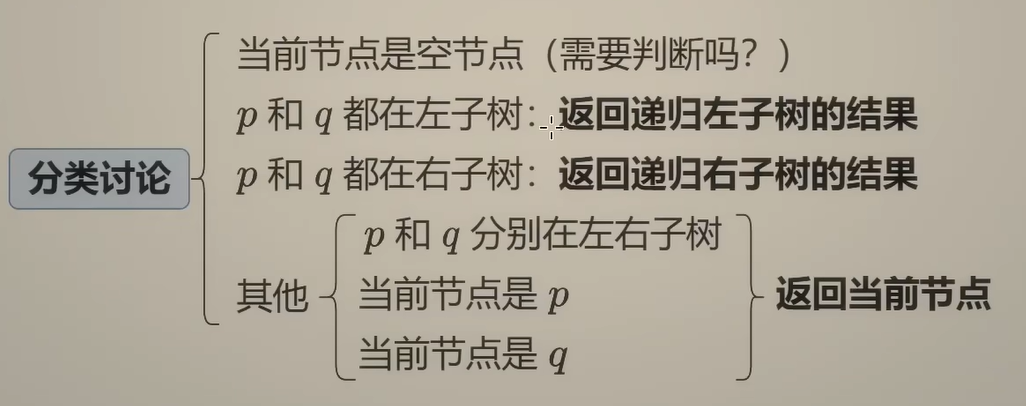 当前节点是空节点（需要判断吗？）
p 和 q 都在左子树：返回递归左子树的结果
分类讨论
p 和 q 都在右子树：返回递归右子树的结果
p 和 q 分别在左右子树
其他
当前节点是 p
返回当前节点
当前节点是 q